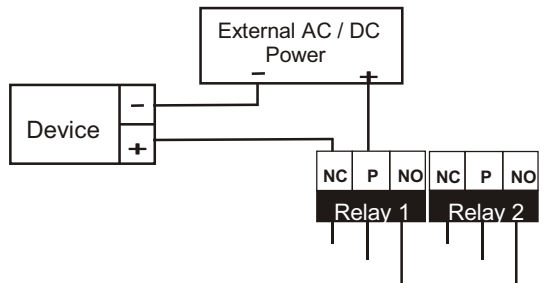 External AC / DC
Power
− +
Device
−
+
NC P NO
NC P NO
Relay 1
Relay 2